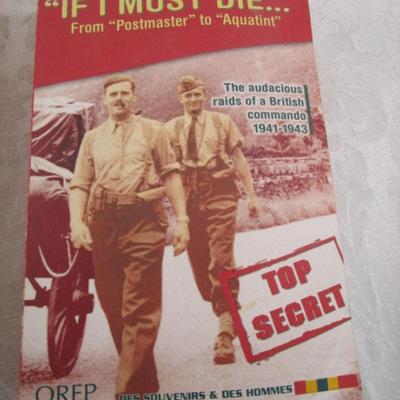 "IF I MUST DIE...
From "Postmaster" to "Aquatint"
The audacious
raids of a British
commando
1941-1943
TOP
SECRET
OREP
DES SOUVENIRS & DES HOMMES